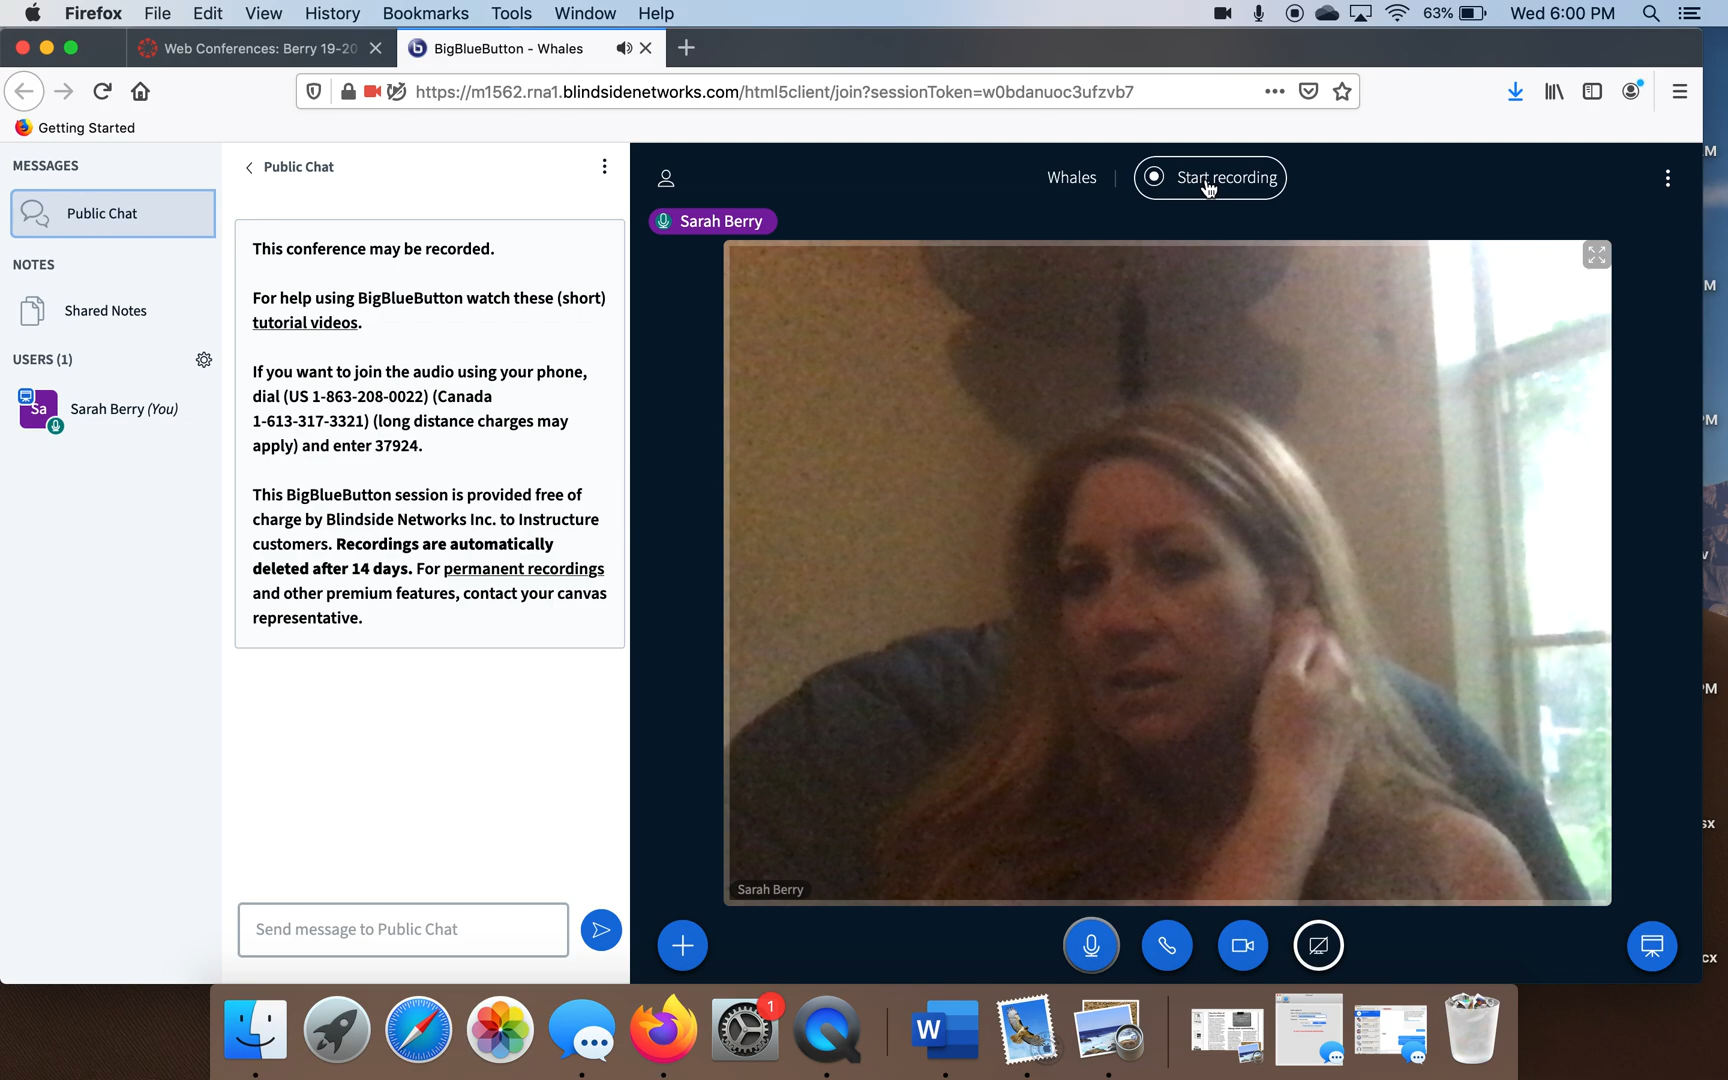 Firefox File Edit View History Bookmarks Tools Window Help 63% Wed 6:00 PM
Web Conferences: Berry 19-20
BigBlueButton - Whales
https://m1562.rna1.blindsidenetworks.com/html5client/join?sessionToken=w0bdanuoc3ufzvb7
Getting Started
MESSAGES
Public Chat
NOTES
Shared Notes
USERS (1)
Sa
Sarah Berry (You)
Public Chat
This conference may be recorded.
For help using BigBlueButton watch these (short)
tutorial videos.
If you want to join the audio using your phone,
dial (US 1-863-208-0022) (Canada
1-613-317-3321) (long distance charges may
apply) and enter 37924.
This BigBlueButton session is provided free of
charge by Blindside Networks Inc. to Instructure
customers. Recordings are automatically
deleted after 14 days. For permanent recordings
and other premium features, contact your canvas
representative.
Send message to Public Chat
Whales
Start recording
Sarah Berry
Sarah Berry
M
M
PM
PM
sx
cx
1
W